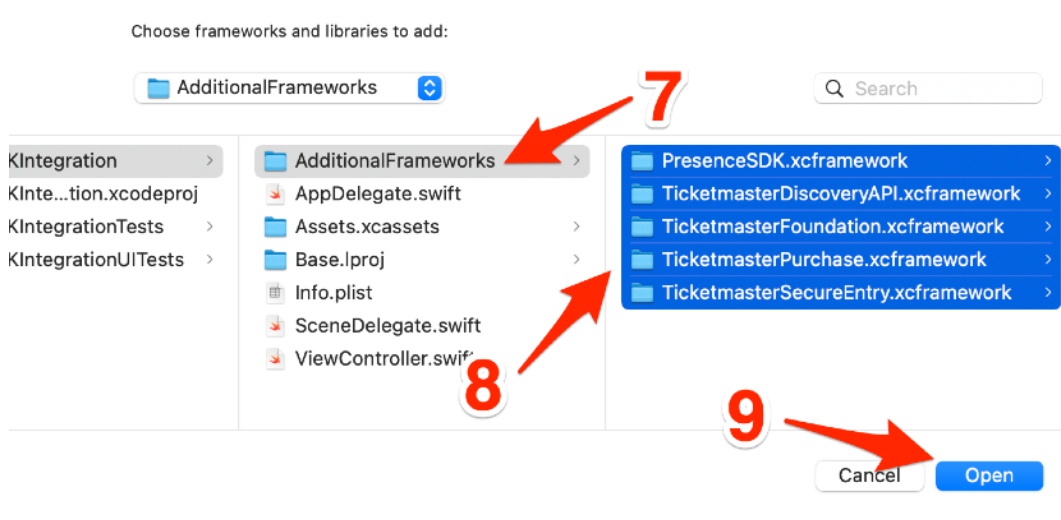 Choose frameworks and libraries to add:
AdditionalFrameworks
Search
7
KIntegration
KInte...tion.xcodeproj
KIntegrationTests
KIntegrationUITests
AdditionalFrameworks
AppDelegate.swift
Assets.xcassets
Base.lproj
Info.plist
SceneDelegate.swift
ViewController.swift
PresenceSDK.xcframework
TicketmasterDiscoveryAPI.xcframework
TicketmasterFoundation.xcframework
TicketmasterPurchase.xcframework
TicketmasterSecureEntry.xcframework
8
9
Cancel
Open